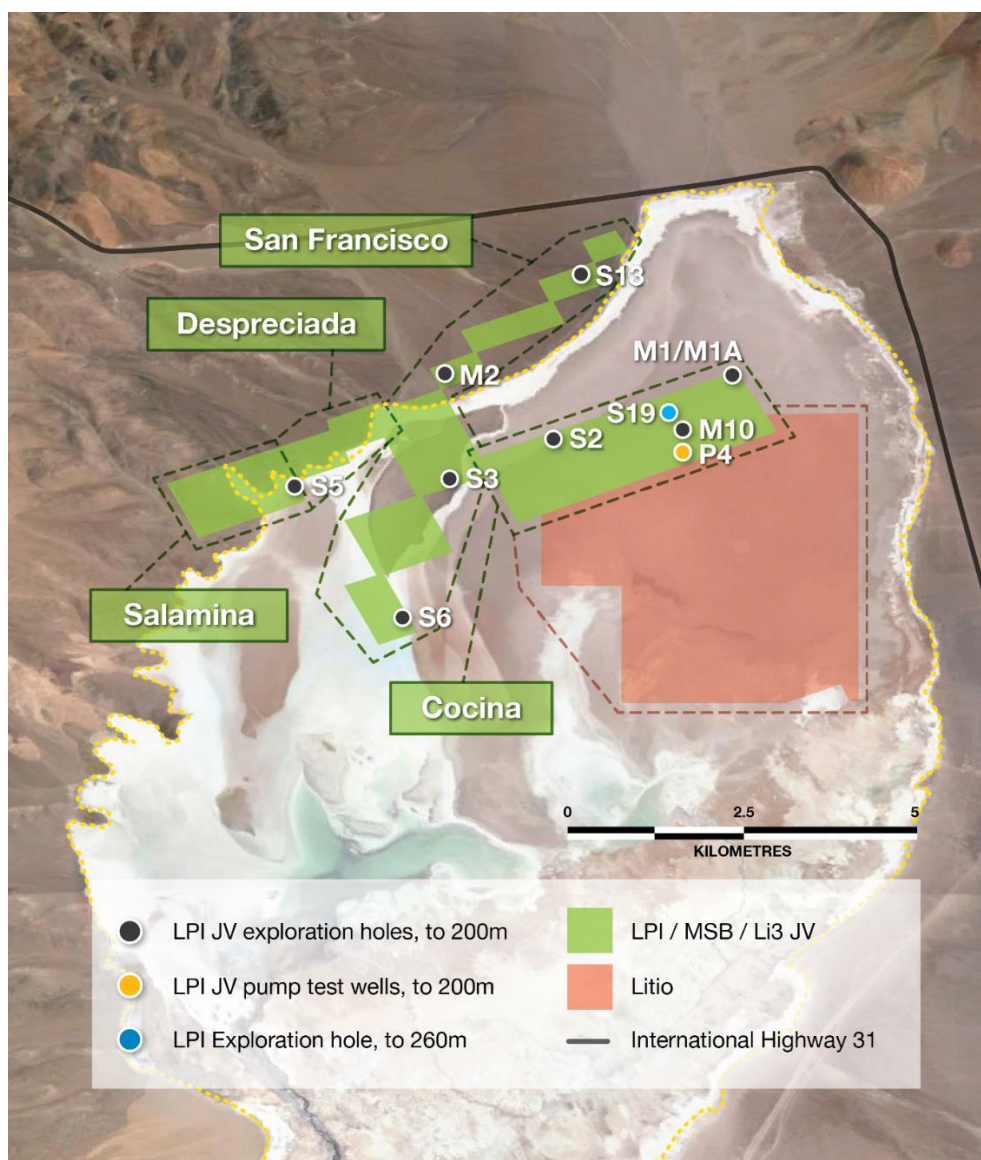 San Francisco
S13
Despreciada
M1/M1A
M2
S19
M10
S2
P4
S3
S5
Salamina
S6
Cocina
0 2.5 5
KILOMETRES
LPI JV exploration holes, to 200m
LPI JV pump test wells, to 200m
LPI Exploration hole, to 260m
LPI / MSB / Li3 JV
Litio
International Highway 31